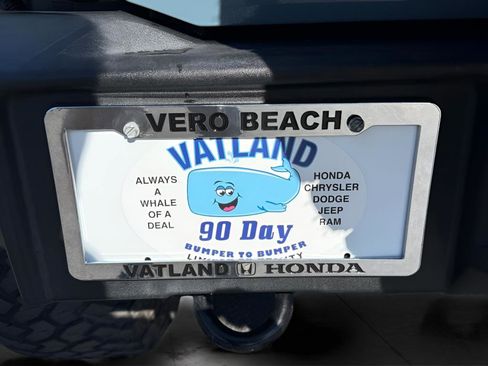 VERO BEACH
VATLAND
ALWAYS
A
WHALE
OF A
DEAL
HONDA
CHRYSLER
DODGE
JEEP
RAM
90 Day
BUMPER TO BUMPER
VATLAND HONDA